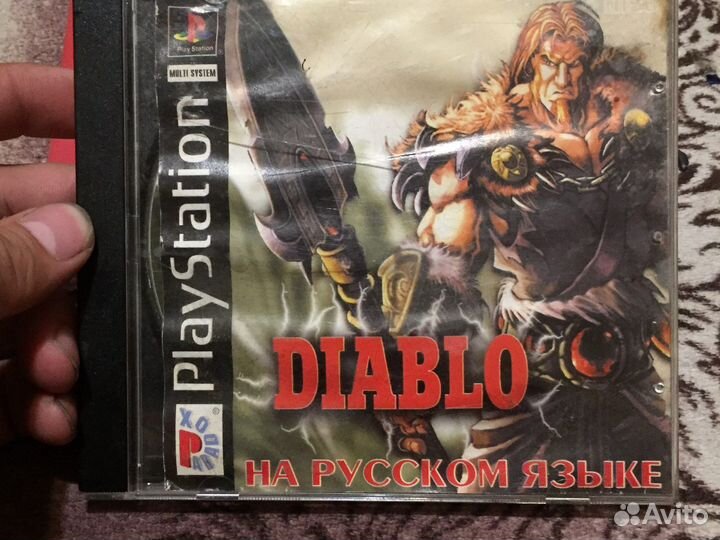 PlayStation
MULTI SYSTEM
PlayStation
DIABLO
НА РУССКОМ ЯЗЫКЕ
Avito